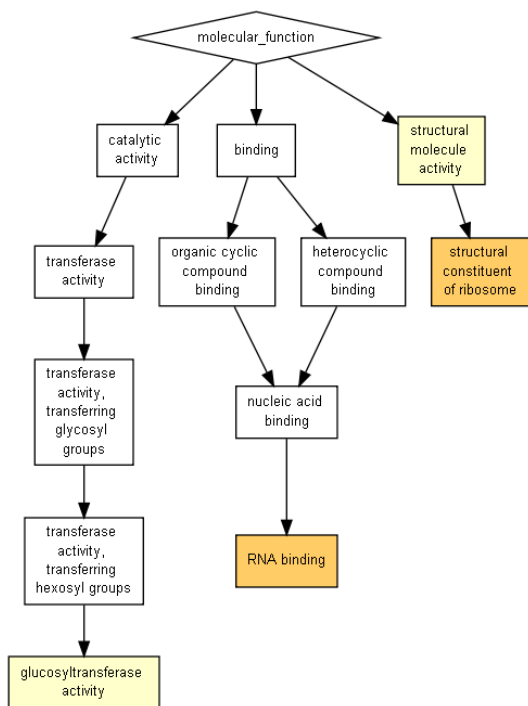 molecular_function
catalytic
activity
binding
structural
molecule
activity
transferase
activity
organic cyclic
compound
binding
heterocyclic
compound
binding
structural
constituent
of ribosome
transferase
activity,
transferring
glycosyl
groups
nucleic acid
binding
transferase
activity,
transferring
hexosyl groups
RNA binding
glucosyltransferase
activity